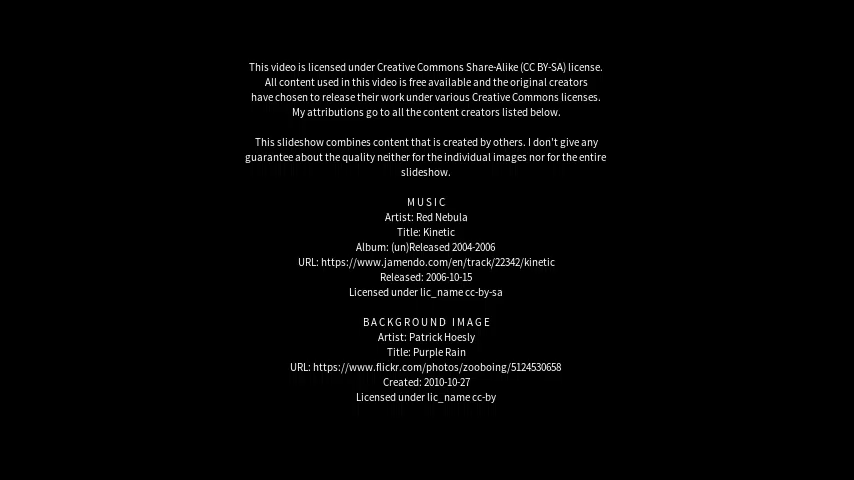 This video is licensed under Creative Commons Share-Alike (CC BY-SA) license.
All content used in this video is free available and the original creators
have chosen to release their work under various Creative Commons licenses.
My attributions go to all the content creators listed below.
This slideshow combines content that is created by others. I don't give any
guarantee about the quality neither for the individual images nor for the entire
slideshow.
MUSIC
Artist: Red Nebula
Title: Kinetic
Album: (un)Released 2004-2006
URL: https://www.jamendo.com/en/track/22342/kinetic
Released: 2006-10-15
Licensed under lic_name cc-by-sa
BACKGROUND IMAGE
Artist: Patrick Hoesly
Title: Purple Rain
URL: https://www.flickr.com/photos/zooboing/5124530658
Created: 2010-10-27
Licensed under lic_name cc-by